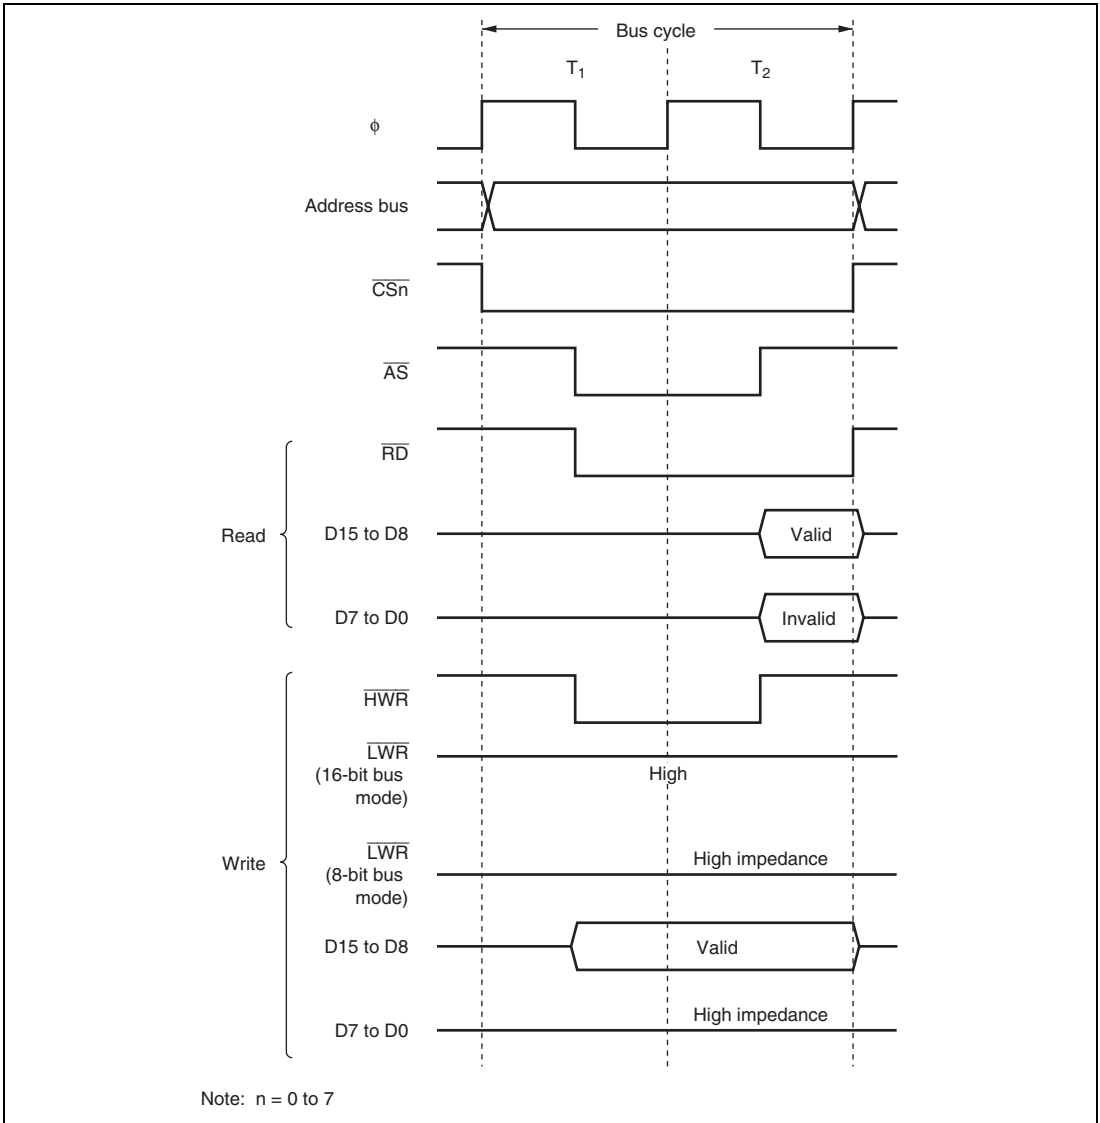 Bus cycle
T1 T2
φ
Address bus
CSn
AS
RD
Read
D15 to D8 Valid
D7 to D0 Invalid
HWR
LWR
(16-bit bus
mode)
High
Write
LWR
(8-bit bus
mode)
High impedance
D15 to D8 Valid
D7 to D0 High impedance
Note: n = 0 to 7